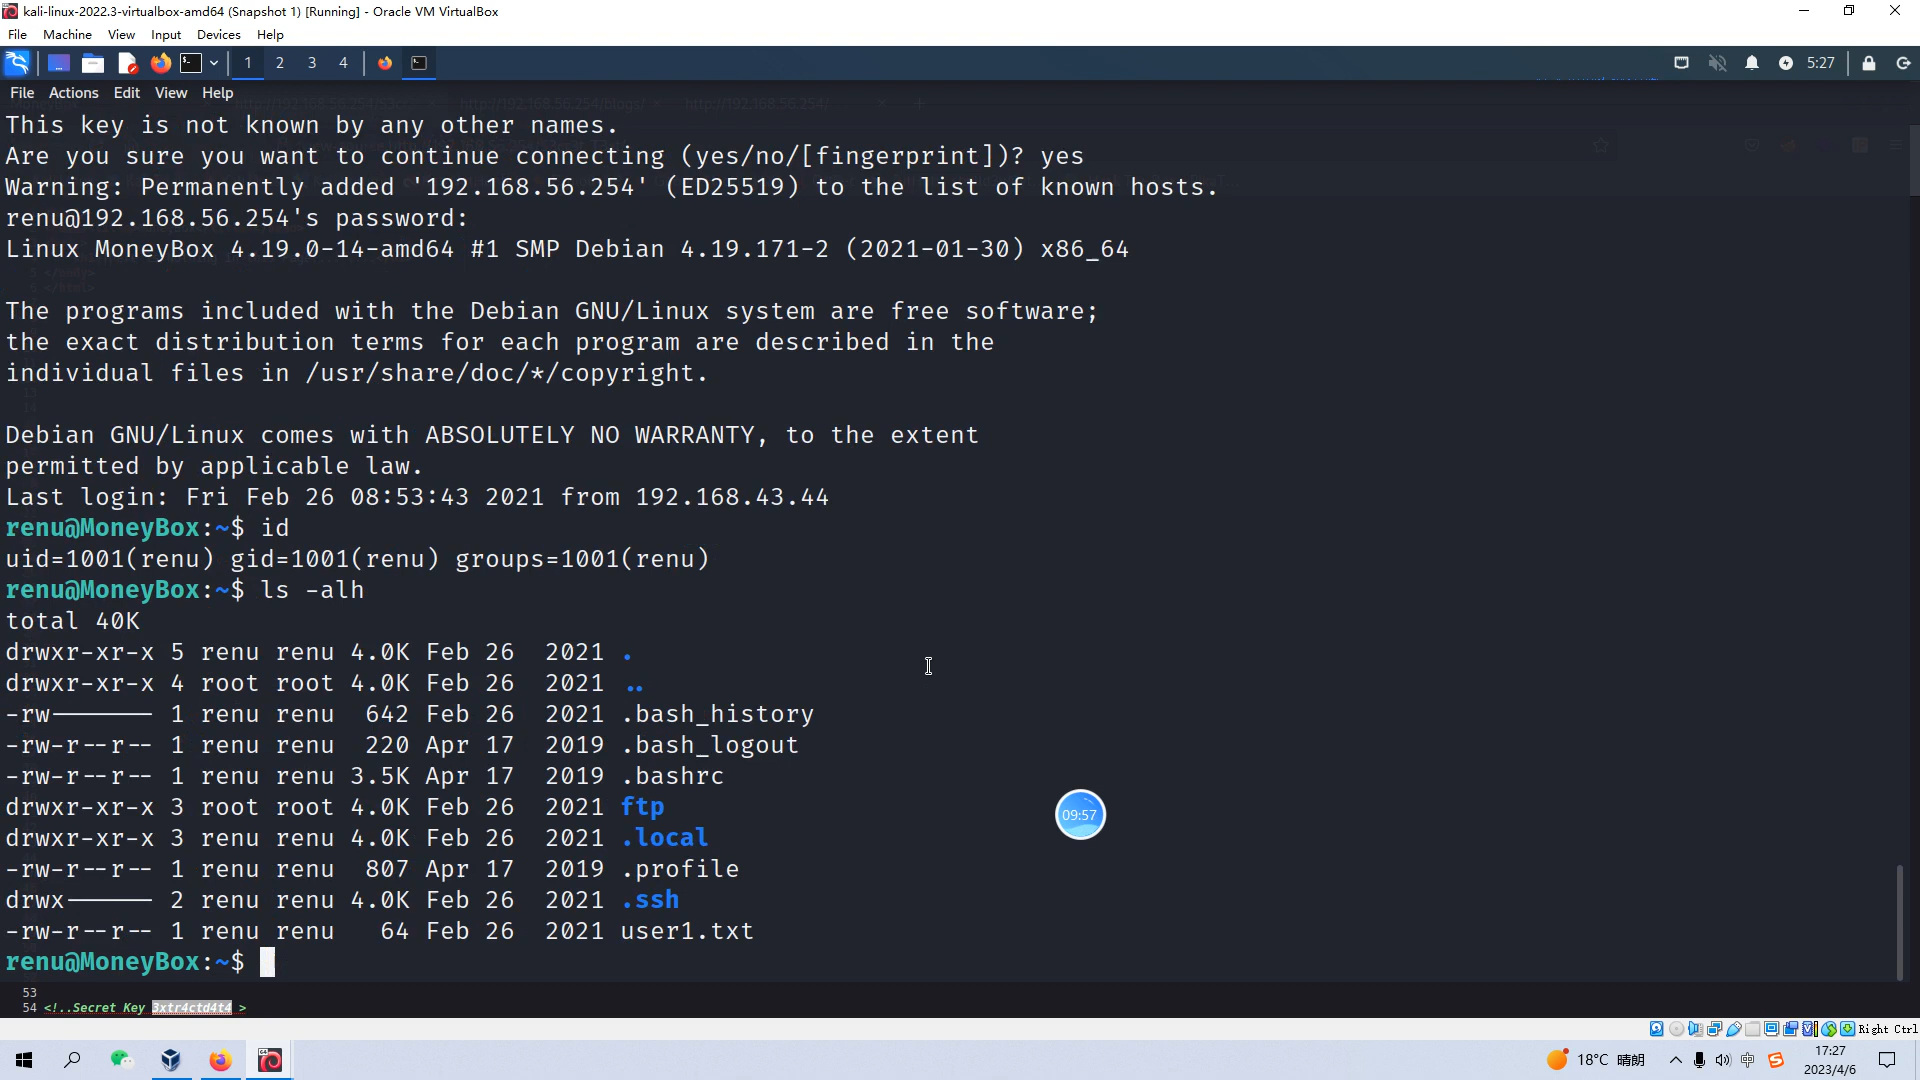 kali-linux-2022.3-virtualbox-amd64 (Snapshot 1) [Running] - Oracle VM VirtualBox
File Machine View Input Devices Help
1 2 3 4 5:27
File Actions Edit View Help
This key is not known by any other names.
Are you sure you want to continue connecting (yes/no/[fingerprint])? yes
Warning: Permanently added '192.168.56.254' (ED25519) to the list of known hosts.
renu@192.168.56.254's password:
Linux MoneyBox 4.19.0-14-amd64 #1 SMP Debian 4.19.171-2 (2021-01-30) x86_64
The programs included with the Debian GNU/Linux system are free software;
the exact distribution terms for each program are described in the
individual files in /usr/share/doc/*/copyright.
Debian GNU/Linux comes with ABSOLUTELY NO WARRANTY, to the extent
permitted by applicable law.
Last login: Fri Feb 26 08:53:43 2021 from 192.168.43.44
renu@MoneyBox:~$ id
uid=1001(renu) gid=1001(renu) groups=1001(renu)
renu@MoneyBox:~$ ls -alh
total 40K
drwxr-xr-x 5 renu renu 4.0K Feb 26 2021 .
drwxr-xr-x 4 root root 4.0K Feb 26 2021 ..
-rw------- 1 renu renu 642 Feb 26 2021 .bash_history
-rw-r--r-- 1 renu renu 220 Apr 17 2019 .bash_logout
-rw-r--r-- 1 renu renu 3.5K Apr 17 2019 .bashrc
drwxr-xr-x 3 root root 4.0K Feb 26 2021 ftp
drwxr-xr-x 3 renu renu 4.0K Feb 26 2021 .local
-rw-r--r-- 1 renu renu 807 Apr 17 2019 .profile
drwx------ 2 renu renu 4.0K Feb 26 2021 .ssh
-rw-r--r-- 1 renu renu 64 Feb 26 2021 user1.txt
renu@MoneyBox:~$
09:57
53
54 <!..Secret Key 3xtr4ctd4t4 >
Right Ctrl
18°C 晴朗 中 17:27
2023/4/6